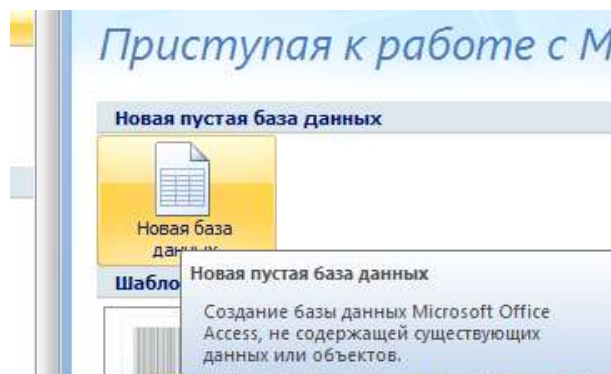 Приступая к работе с M
Новая пустая база данных
Новая база
данных
Шабло
Новая пустая база данных
Создание базы данных Microsoft Office
Access, не содержащей существующих
данных или объектов.